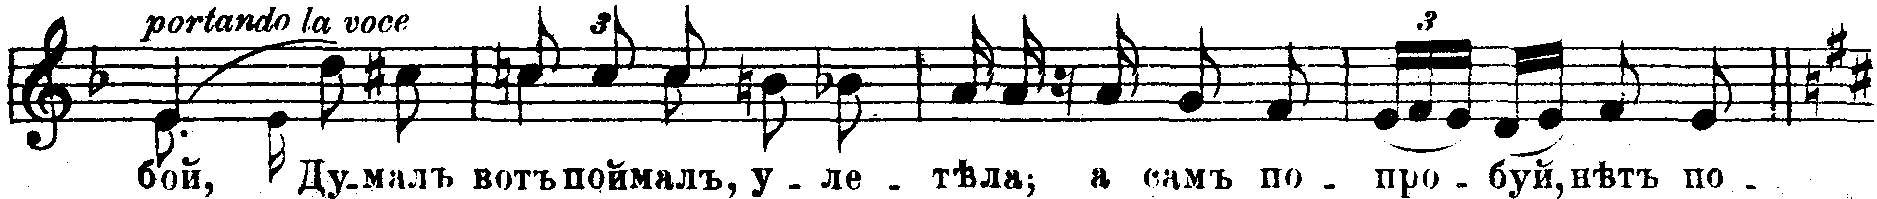 portando la voce
3 3
бой, Ду-малъ вотъ поймалъ, у - ле - тѣла; а самъ по - про - буй, нѣтъ по -